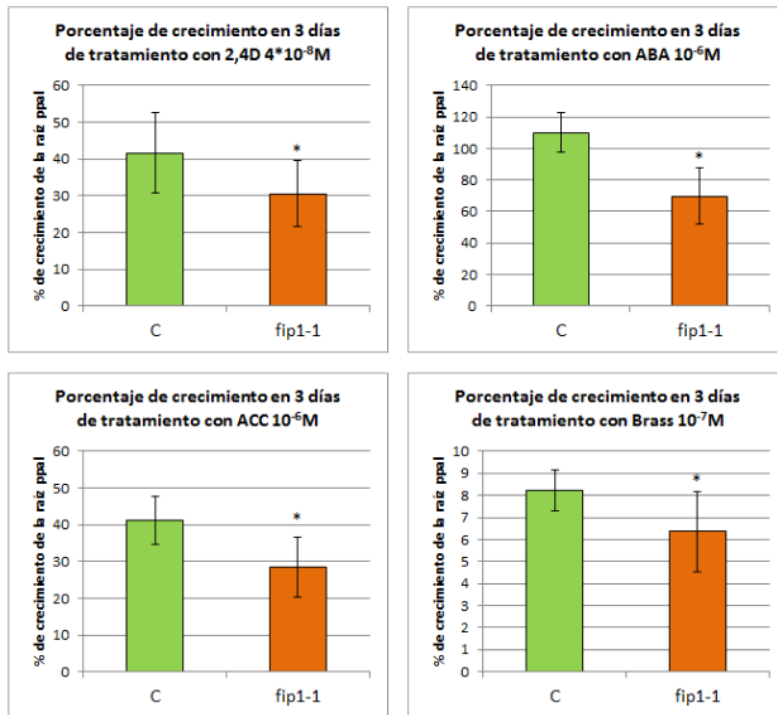 Porcentaje de crecimiento en 3 días
de tratamiento con 2,4D 4*10⁻⁸M
% de crecimiento de la raíz ppal
60
50
40
30
20
10
0
*
C
fip1-1
Porcentaje de crecimiento en 3 días
de tratamiento con ABA 10⁻⁶M
% de crecimiento de la raíz ppal
140
120
100
80
60
40
20
0
*
C
fip1-1
Porcentaje de crecimiento en 3 días
de tratamiento con ACC 10⁻⁶M
% de crecimiento de la raíz ppal
60
50
40
30
20
10
0
*
C
fip1-1
Porcentaje de crecimiento en 3 días
de tratamiento con Brass 10⁻⁷M
% de crecimiento de la raíz ppal
10
9
8
7
6
5
4
3
2
1
0
*
C
fip1-1